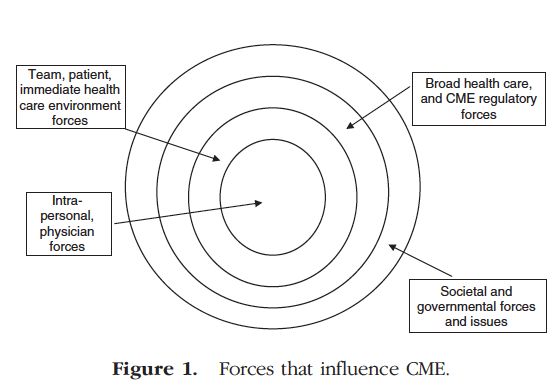 Team, patient,
immediate health
care environment
forces
Broad health care,
and CME regulatory
forces
Intra-
personal,
physician
forces
Societal and
governmental forces
and issues
Figure 1. Forces that influence CME.